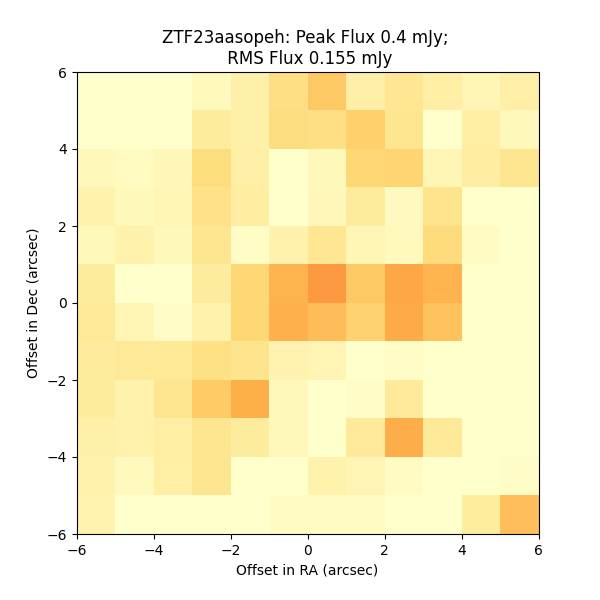 ZTF23aasopeh: Peak Flux 0.4 mJy;
RMS Flux 0.155 mJy
6
4
2
0
−2
−4
−6
Offset in Dec (arcsec)
−6 −4 −2 0 2 4 6
Offset in RA (arcsec)